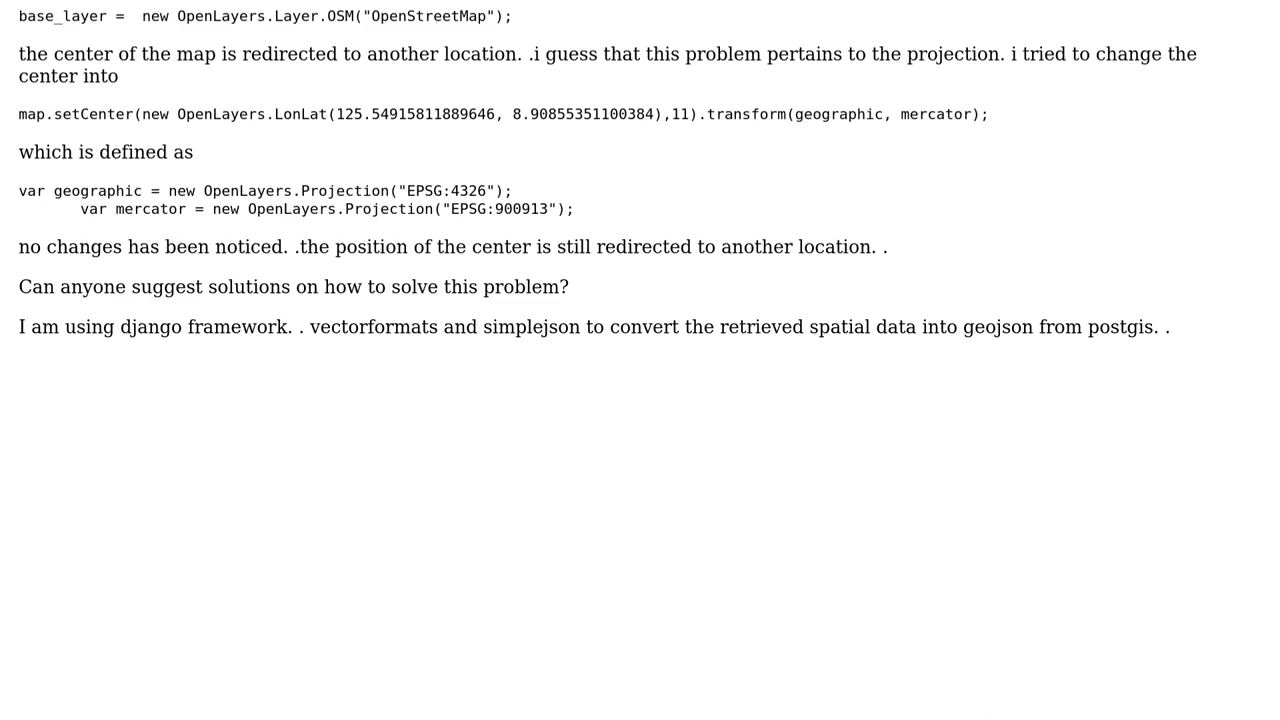 base_layer =  new OpenLayers.Layer.OSM("OpenStreetMap");
the center of the map is redirected to another location. .i guess that this problem pertains to the projection. i tried to change the
center into
map.setCenter(new OpenLayers.LonLat(125.54915811889646, 8.90855351100384),11).transform(geographic, mercator);
which is defined as
var geographic = new OpenLayers.Projection("EPSG:4326");
       var mercator = new OpenLayers.Projection("EPSG:900913");
no changes has been noticed. .the position of the center is still redirected to another location. .
Can anyone suggest solutions on how to solve this problem?
I am using django framework. . vectorformats and simplejson to convert the retrieved spatial data into geojson from postgis. .